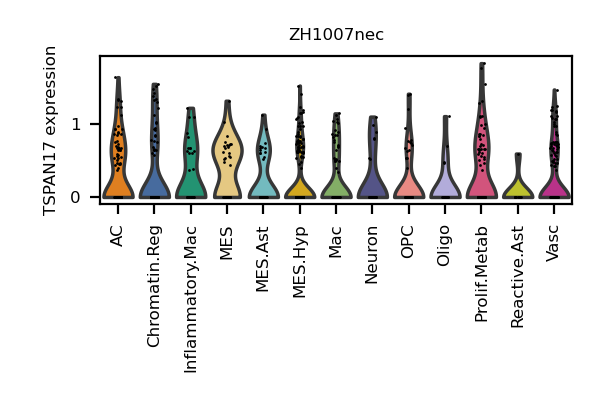 ZH1007nec
TSPAN17 expression
1
0
AC
Chromatin.Reg
Inflammatory.Mac
MES
MES.Ast
MES.Hyp
Mac
Neuron
OPC
Oligo
Prolif.Metab
Reactive.Ast
Vasc